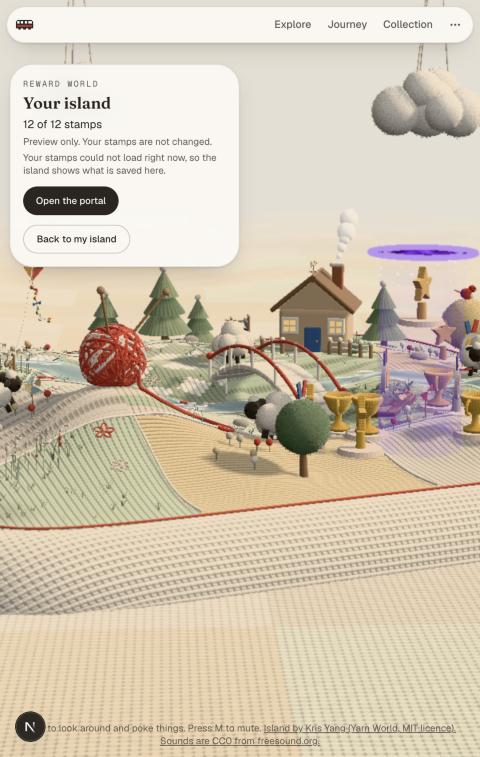 Explore Journey Collection
REWARD WORLD
Your island
12 of 12 stamps
Preview only. Your stamps are not changed.
Your stamps could not load right now, so the
island shows what is saved here.
Open the portal
Back to my island
N
to look around and poke things. Press M to mute. Island by Kris Yang (Yarn World, MIT licence).
Sounds are CC0 from freesound.org.